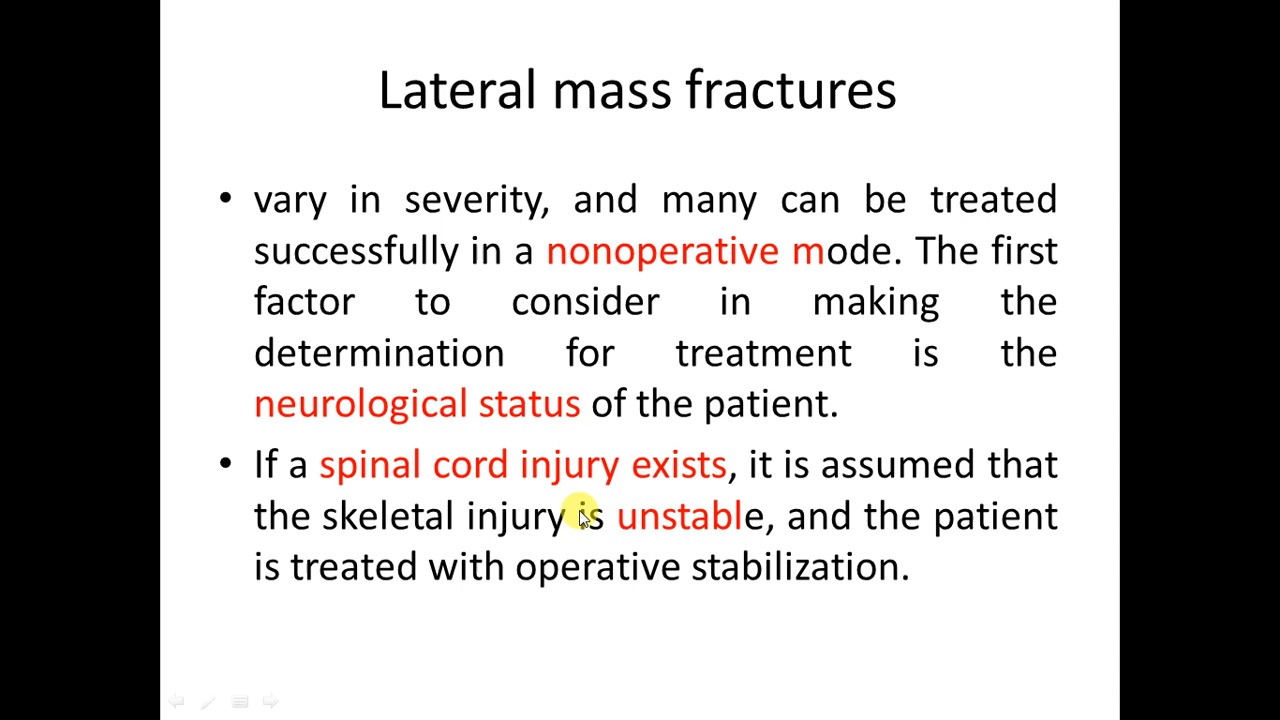 Lateral mass fractures
• vary in severity, and many can be treated
successfully in a nonoperative mode. The first
factor to consider in making the
determination for treatment is the
neurological status of the patient.
• If a spinal cord injury exists, it is assumed that
the skeletal injury is unstable, and the patient
is treated with operative stabilization.